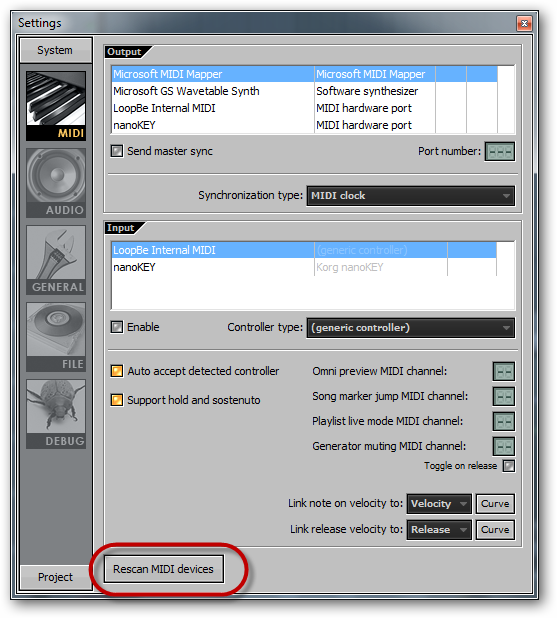 Settings
System
MIDI
AUDIO
GENERAL
FILE
DEBUG
Project
Output
Microsoft MIDI Mapper Microsoft MIDI Mapper
Microsoft GS Wavetable Synth Software synthesizer
LoopBe Internal MIDI MIDI hardware port
nanoKEY MIDI hardware port
Send master sync Port number: ---
Synchronization type: MIDI clock
Input
LoopBe Internal MIDI (generic controller)
nanoKEY Korg nanoKEY
Enable Controller type: (generic controller)
Auto accept detected controller Omni preview MIDI channel: --
Support hold and sostenuto Song marker jump MIDI channel: --
Playlist live mode MIDI channel: --
Generator muting MIDI channel: --
Toggle on release
Link note on velocity to: Velocity Curve
Link release velocity to: Release Curve
Rescan MIDI devices